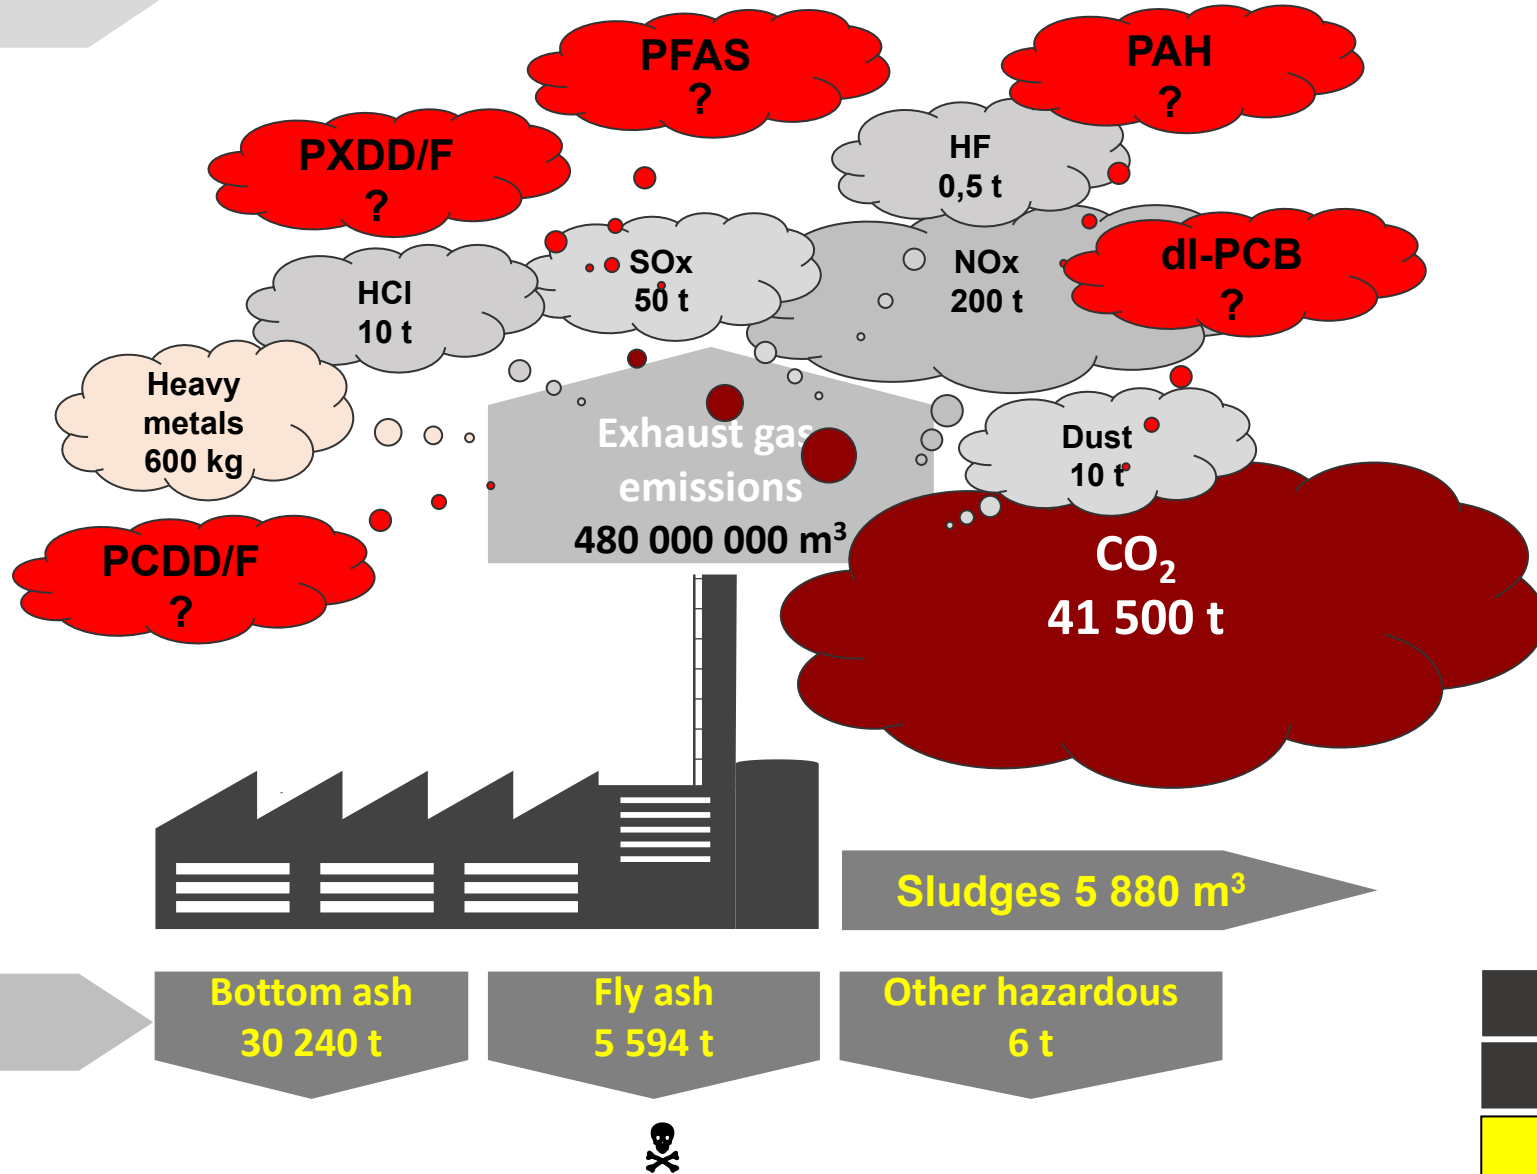 PFAS
?
PAH
?
PXDD/F
?
HF
0,5 t
SOx
50 t
NOx
200 t
dl-PCB
?
HCl
10 t
Heavy
metals
600 kg
Exhaust gas
emissions
480 000 000 m³
Dust
10 t
PCDD/F
?
CO₂
41 500 t
Sludges 5 880 m³
Bottom ash
30 240 t
Fly ash
5 594 t
Other hazardous
6 t